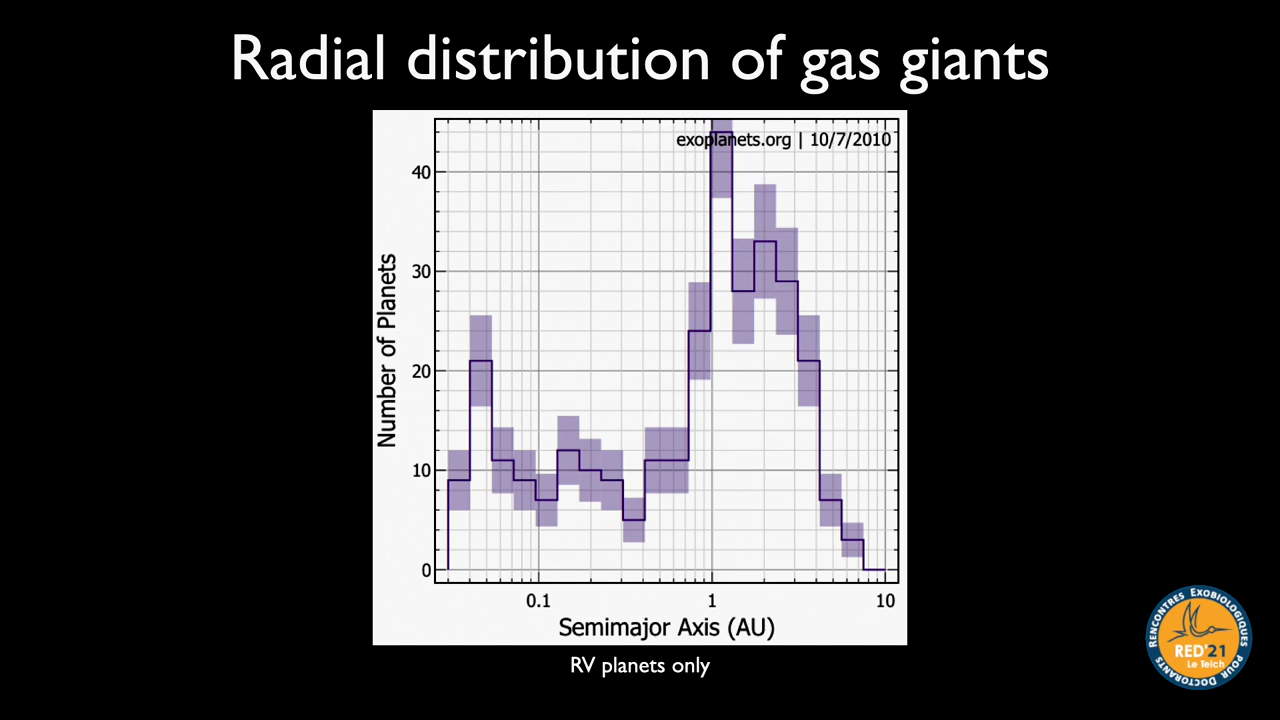 Radial distribution of gas giants
exoplanets.org | 10/7/2010
Number of Planets
40
30
20
10
0
0.1
1
10
Semimajor Axis (AU)
RV planets only
RENCONTRES EXOBIOLOGIQUES
POUR DOCTORANTS
RED'21
Le Teich